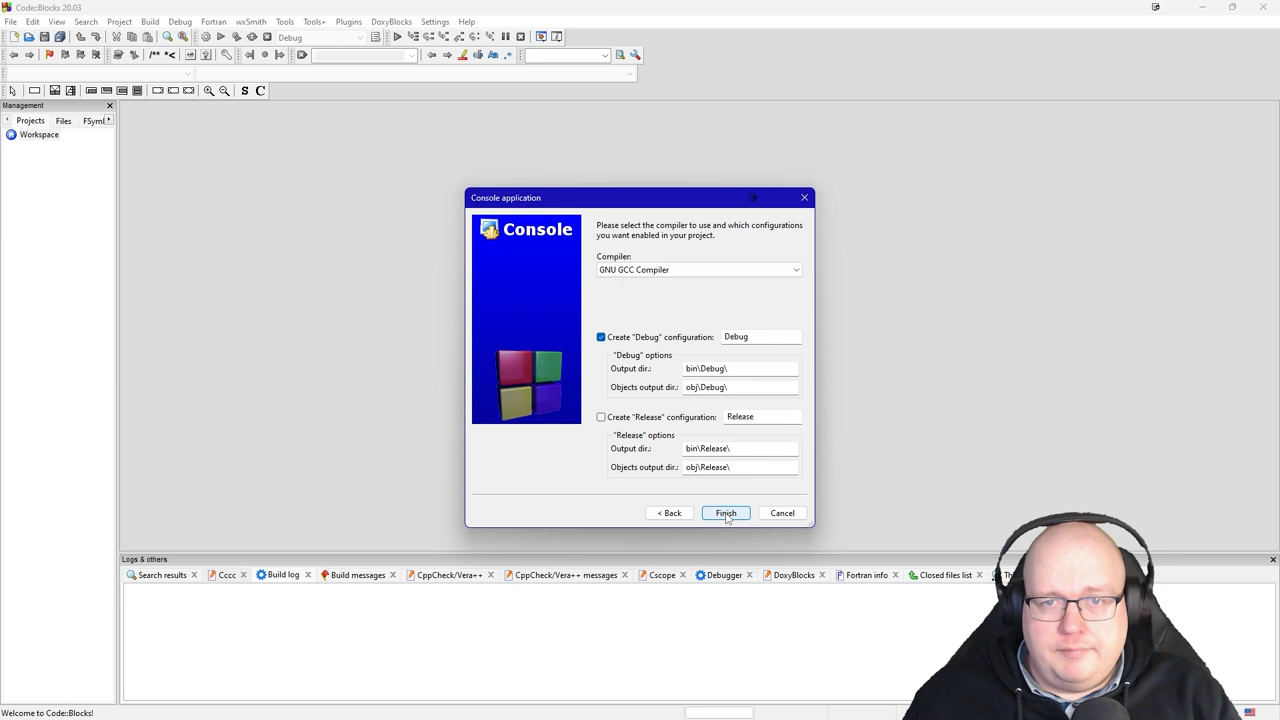 Code::Blocks 20.03
File Edit View Search Project Build Debug Fortran wxSmith Tools Tools+ Plugins DoxyBlocks Settings Help
Debug
/** *<
S C
Management
Projects Files FSyml
Workspace
Console application
Console
Please select the compiler to use and which configurations
you want enabled in your project.
Compiler:
GNU GCC Compiler
Create "Debug" configuration: Debug
"Debug" options
Output dir.: bin\Debug\
Objects output dir.: obj\Debug\
Create "Release" configuration: Release
"Release" options
Output dir.: bin\Release\
Objects output dir.: obj\Release\
< Back Finish Cancel
Logs & others
Search results Cccc Build log Build messages CppCheck/Vera++ CppCheck/Vera++ messages Cscope Debugger DoxyBlocks Fortran info Closed files list
Welcome to Code::Blocks!